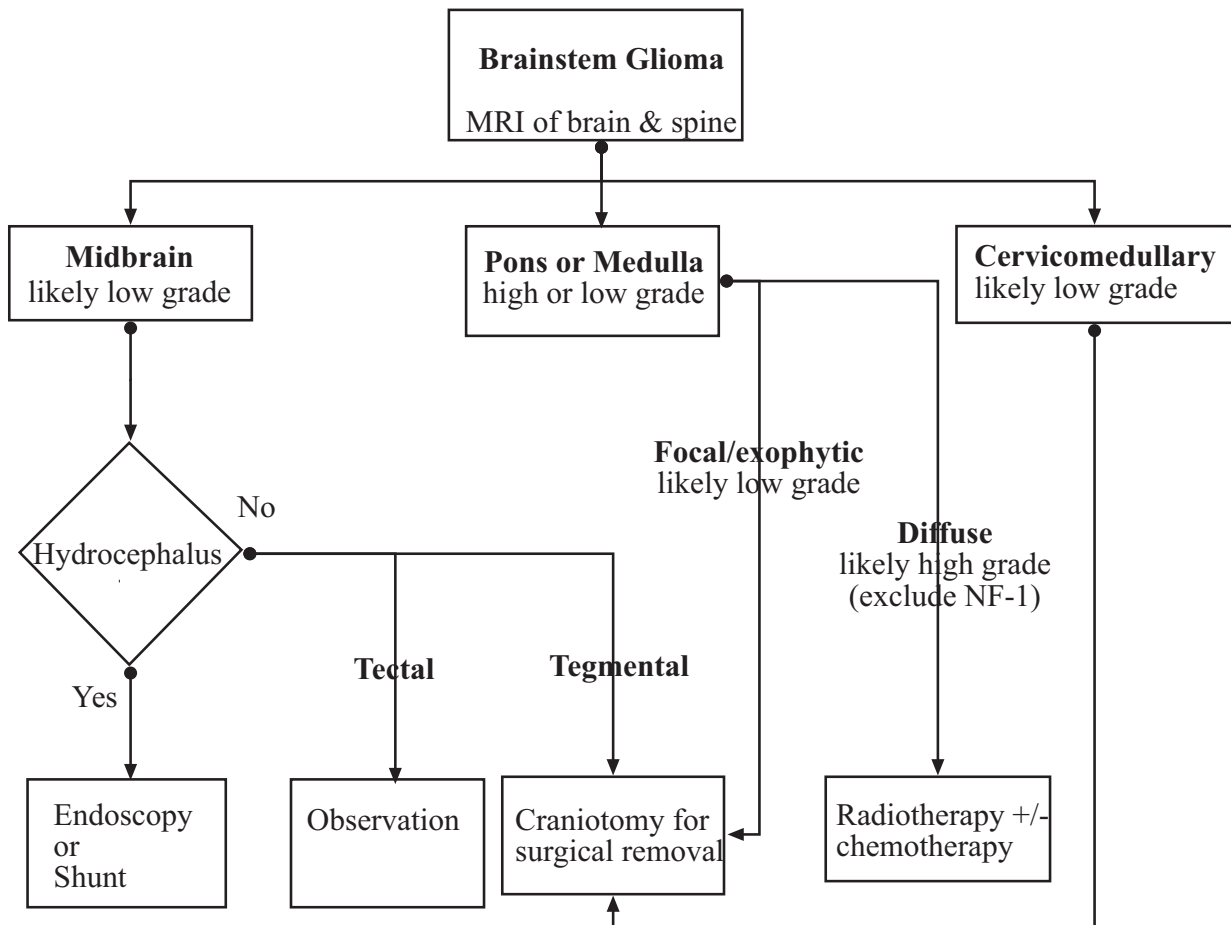 Brainstem Glioma
MRI of brain & spine
Midbrain
likely low grade
Pons or Medulla
high or low grade
Cervicomedullary
likely low grade
Focal/exophytic
likely low grade
No
Hydrocephalus
Diffuse
likely high grade
(exclude NF-1)
Tectal
Tegmental
Yes
Endoscopy
or
Shunt
Observation
Craniotomy for
surgical removal
Radiotherapy +/-
chemotherapy